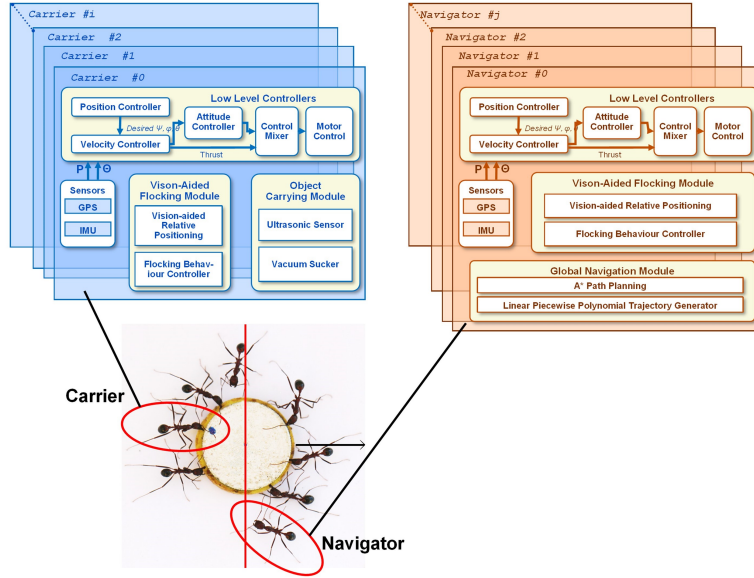 Carrier #i
Carrier #2
Carrier #1
Carrier #0
Low Level Controllers
Position Controller
Desired Ψ, φ, θ
Velocity Controller
Attitude
Controller
Control
Mixer
Motor
Control
Thrust
P Θ
Sensors
GPS
IMU
Vison-Aided
Flocking Module
Vision-aided
Relative
Positioning
Flocking Behav-
iour Controller
Object
Carrying Module
Ultrasonic Sensor
Vacuum Sucker
Navigator #j
Navigator #2
Navigator #1
Navigator #0
Low Level Controllers
Position Controller
Desired Ψ, φ,
Velocity Controller
Attitude
Controller
Control
Mixer
Motor
Control
Thrust
P Θ
Sensors
GPS
IMU
Vison-Aided Flocking Module
Vision-aided Relative Positioning
Flocking Behaviour Controller
Global Navigation Module
A* Path Planning
Linear Piecewise Polynomial Trajectory Generator
Carrier
Navigator